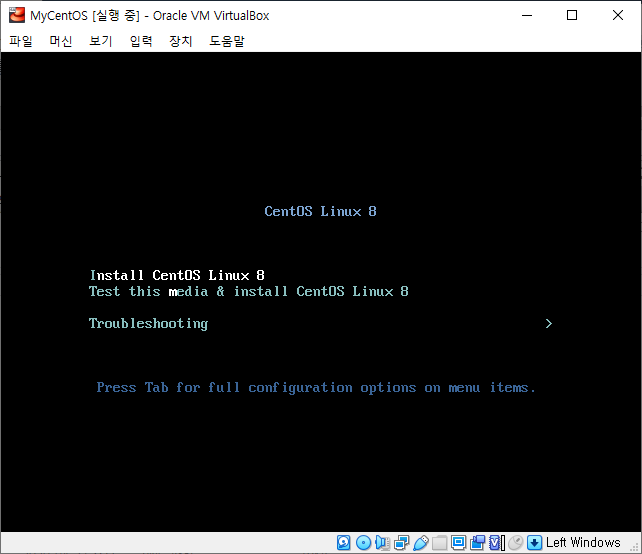 MyCentOS [실행 중] - Oracle VM VirtualBox
파일 머신 보기 입력 장치 도움말
CentOS Linux 8
Install CentOS Linux 8
Test this media & install CentOS Linux 8
Troubleshooting >
Press Tab for full configuration options on menu items.
Left Windows